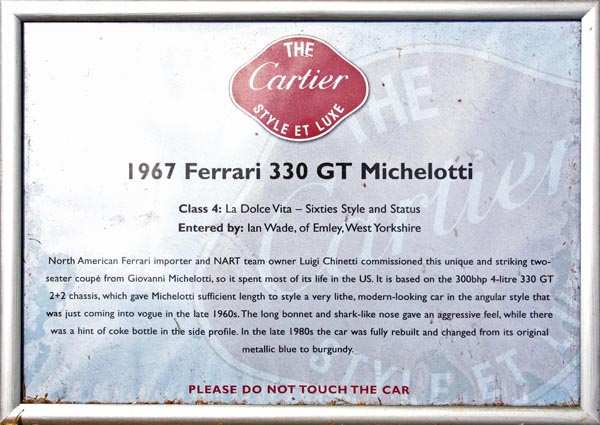 THE
Cartier
STYLE ET LUXE
THE
Cartier
STYLE ET LUXE
1967 Ferrari 330 GT Michelotti
Class 4: La Dolce Vita – Sixties Style and Status
Entered by: Ian Wade, of Emley, West Yorkshire
North American Ferrari importer and NART team owner Luigi Chinetti commissioned this unique and striking two-
seater coupé from Giovanni Michelotti, so it spent most of its life in the US. It is based on the 300bhp 4-litre 330 GT
2+2 chassis, which gave Michelotti sufficient length to style a very lithe, modern-looking car in the angular style that
was just coming into vogue in the late 1960s. The long bonnet and shark-like nose gave an aggressive feel, while there
was a hint of coke bottle in the side profile. In the late 1980s the car was fully rebuilt and changed from its original
metallic blue to burgundy.
PLEASE DO NOT TOUCH THE CAR